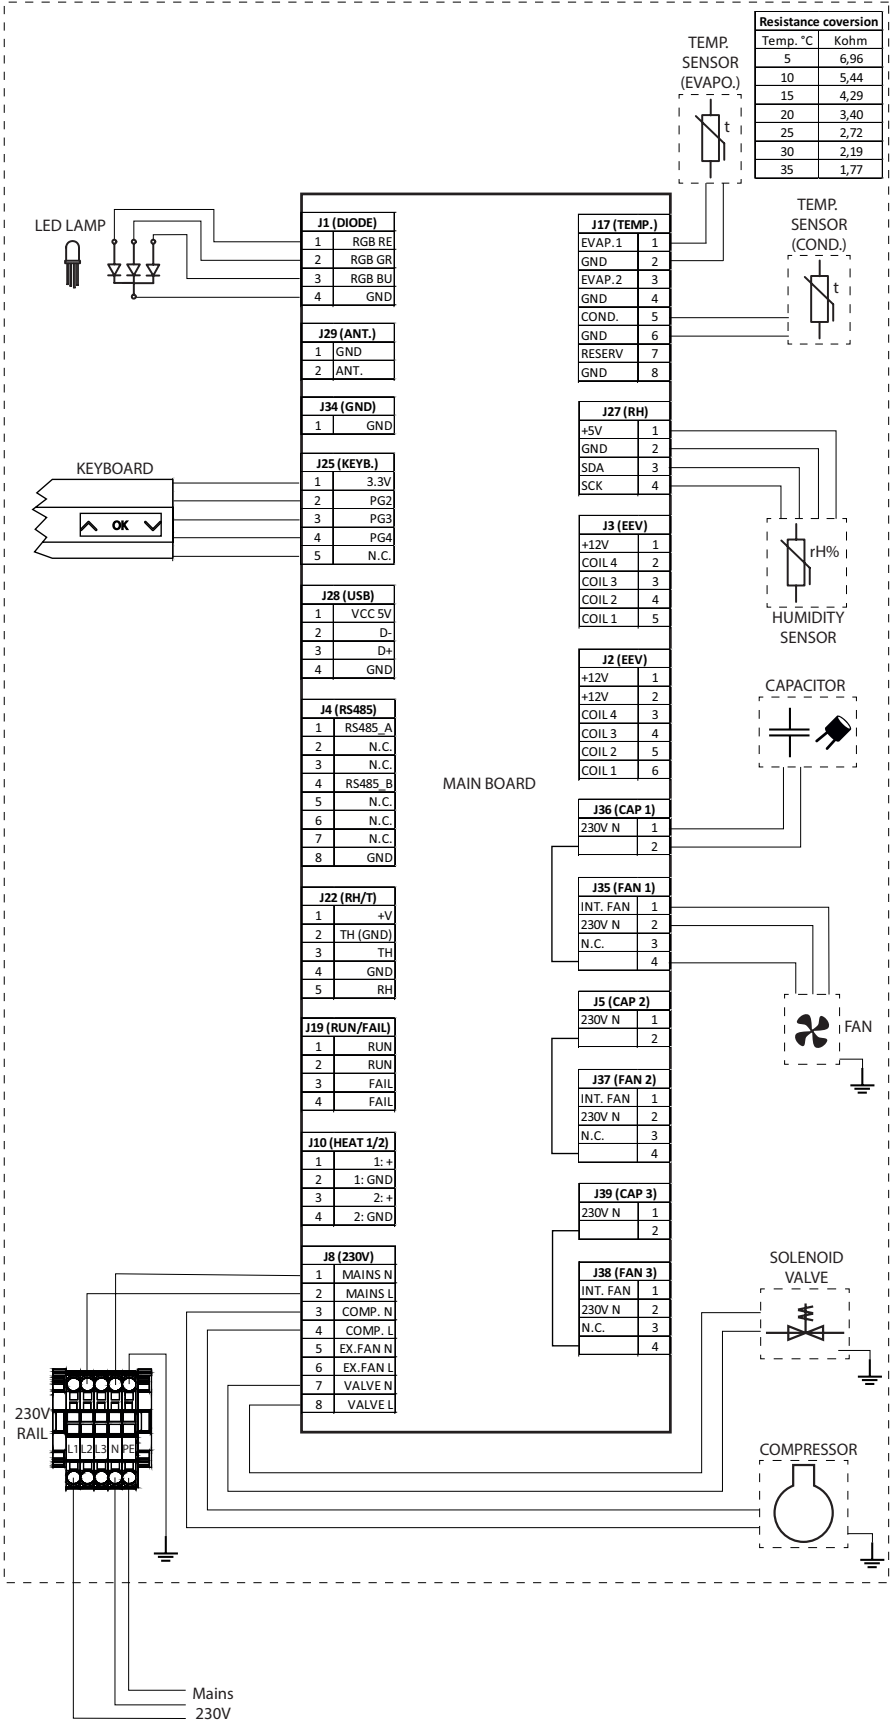 Resistance coversion
Temp. °C Kohm
5 6,96
10 5,44
15 4,29
20 3,40
25 2,72
30 2,19
35 1,77
TEMP.
SENSOR
(EVAPO.)
t
TEMP.
SENSOR
(COND.)
t
LED LAMP
J1 (DIODE)
1 RGB RE
2 RGB GR
3 RGB BU
4 GND
J29 (ANT.)
1 GND
2 ANT.
J34 (GND)
1 GND
KEYBOARD
OK
J25 (KEYB.)
1 3.3V
2 PG2
3 PG3
4 PG4
5 N.C.
J28 (USB)
1 VCC 5V
2 D-
3 D+
4 GND
J4 (RS485)
1 RS485_A
2 N.C.
3 N.C.
4 RS485_B
5 N.C.
6 N.C.
7 N.C.
8 GND
J22 (RH/T)
1 +V
2 TH (GND)
3 TH
4 GND
5 RH
J19 (RUN/FAIL)
1 RUN
2 RUN
3 FAIL
4 FAIL
J10 (HEAT 1/2)
1 1: +
2 1: GND
3 2: +
4 2: GND
J8 (230V)
1 MAINS N
2 MAINS L
3 COMP. N
4 COMP. L
5 EX.FAN N
6 EX.FAN L
7 VALVE N
8 VALVE L
MAIN BOARD
J17 (TEMP.)
EVAP.1 1
GND 2
EVAP.2 3
GND 4
COND. 5
GND 6
RESERV 7
GND 8
J27 (RH)
+5V 1
GND 2
SDA 3
SCK 4
rH%
HUMIDITY
SENSOR
J3 (EEV)
+12V 1
COIL 4 2
COIL 3 3
COIL 2 4
COIL 1 5
J2 (EEV)
+12V 1
+12V 2
COIL 4 3
COIL 3 4
COIL 2 5
COIL 1 6
CAPACITOR
J36 (CAP 1)
230V N 1
2
J35 (FAN 1)
INT. FAN 1
230V N 2
N.C. 3
4
FAN
J5 (CAP 2)
230V N 1
2
J37 (FAN 2)
INT. FAN 1
230V N 2
N.C. 3
4
J39 (CAP 3)
230V N 1
2
J38 (FAN 3)
INT. FAN 1
230V N 2
N.C. 3
4
SOLENOID
VALVE
COMPRESSOR
230V
RAIL
L1 L2 L3 N PE
Mains
230V